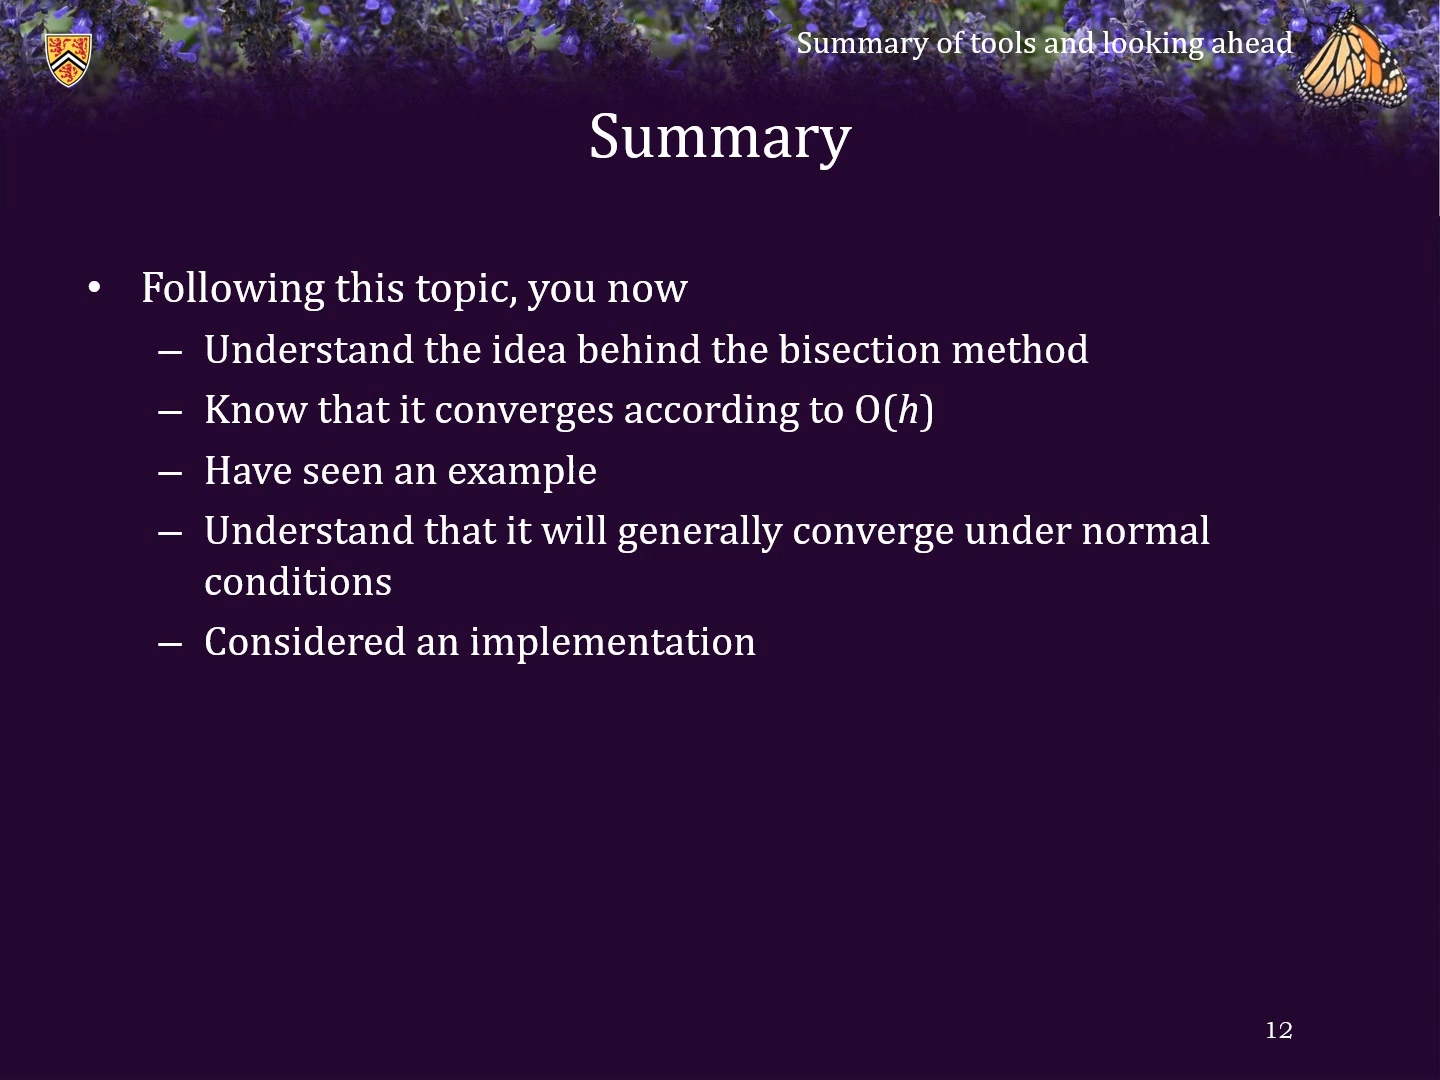 Summary of tools and looking ahead
Summary
• Following this topic, you now
– Understand the idea behind the bisection method
– Know that it converges according to O(h)
– Have seen an example
– Understand that it will generally converge under normal
conditions
– Considered an implementation
12